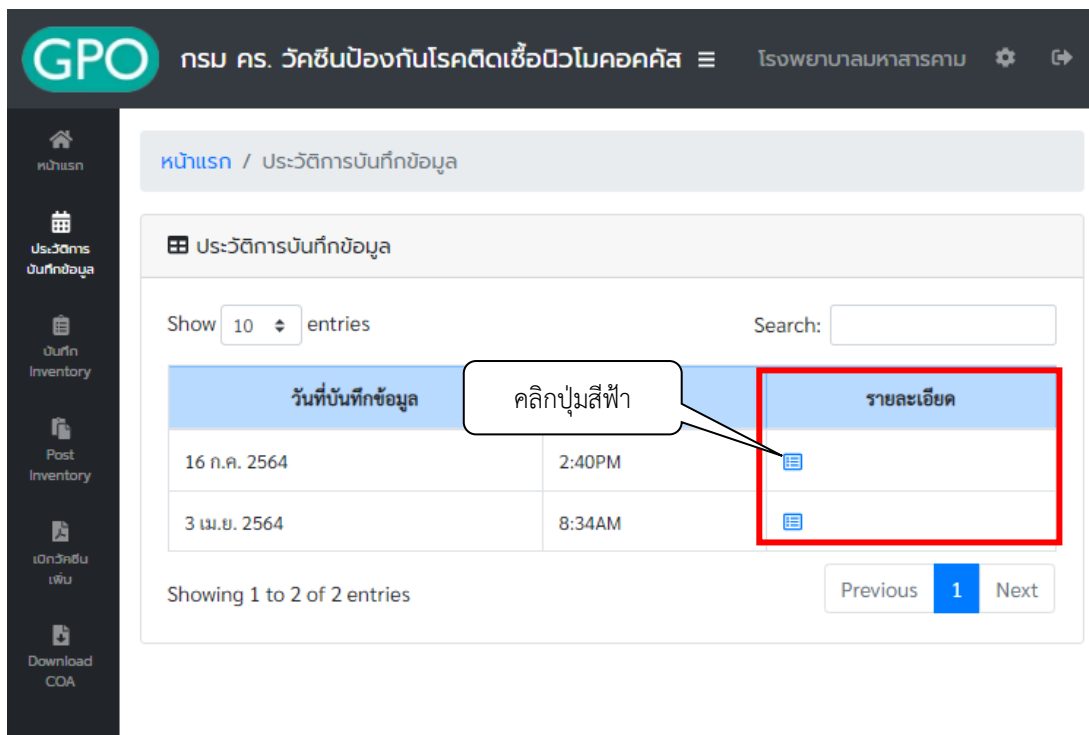 GPO
กรม คร. วัคซีนป้องกันโรคติดเชื้อนิวโมคอคคัส
โรงพยาบาลมหาสารคาม
หน้าแรก
ประวัติการ
บันทึกข้อมูล
บันทึก
Inventory
Post
Inventory
เบิกวัคซีน
เพิ่ม
Download
COA
หน้าแรก / ประวัติการบันทึกข้อมูล
ประวัติการบันทึกข้อมูล
Show 10 entries
Search:
วันที่บันทึกข้อมูล
คลิกปุ่มสีฟ้า
รายละเอียด
16 ก.ค. 2564 2:40PM
3 เม.ย. 2564 8:34AM
Showing 1 to 2 of 2 entries
Previous 1 Next